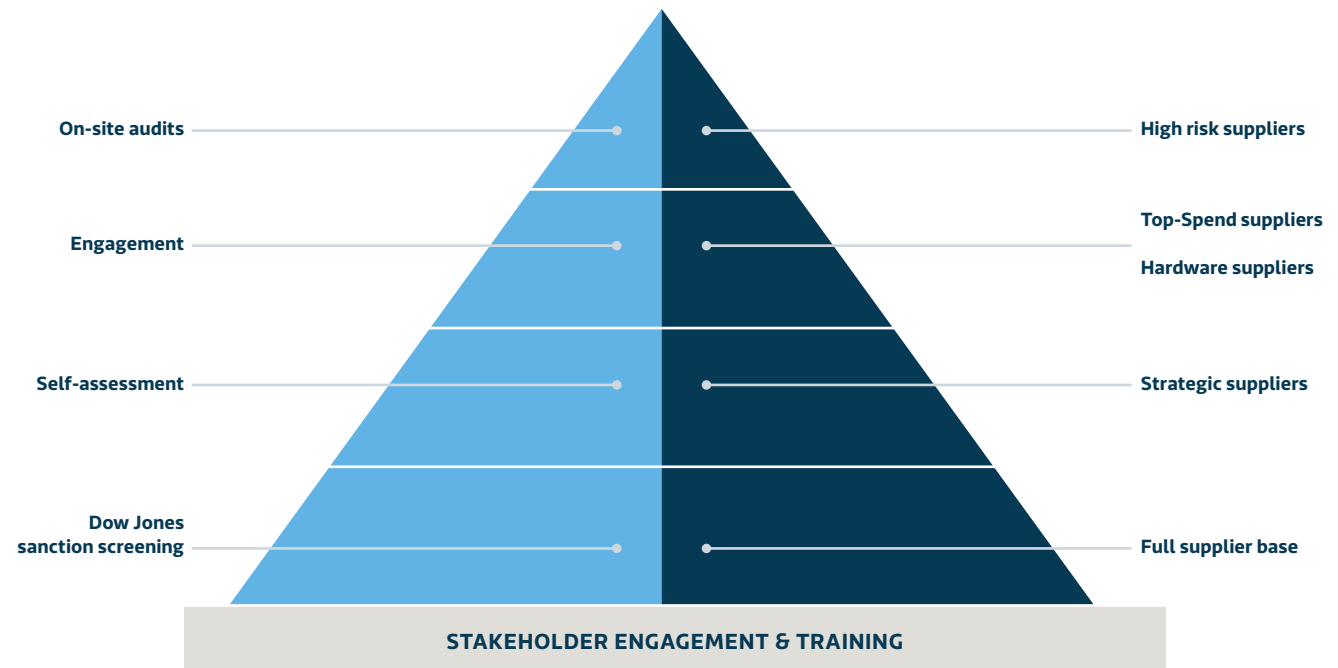 On-site audits
High risk suppliers
Top-Spend suppliers
Engagement
Hardware suppliers
Self-assessment
Strategic suppliers
Dow Jones
sanction screening
Full supplier base
STAKEHOLDER ENGAGEMENT & TRAINING